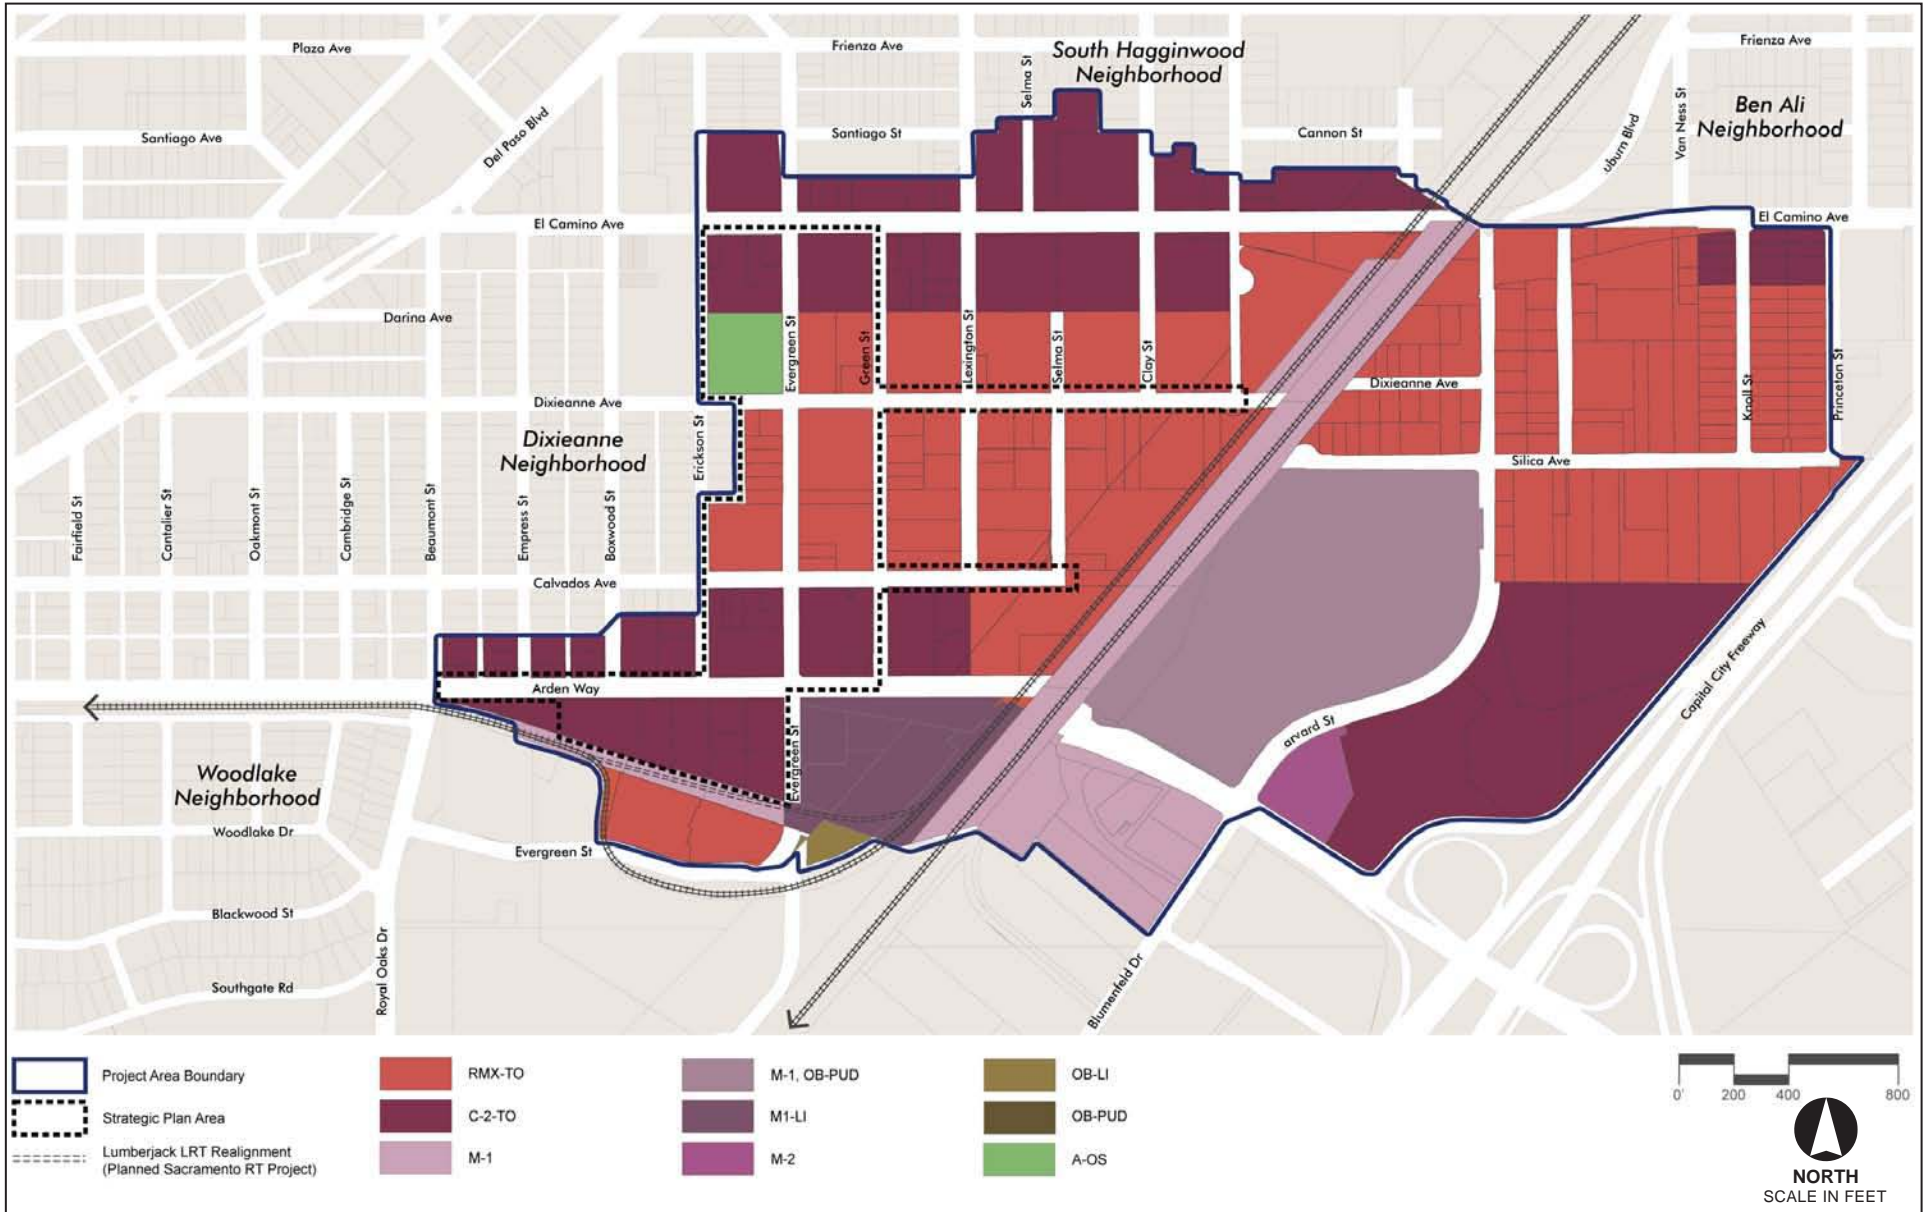 Plaza Ave
Frienza Ave
South Hagginwood
Neighborhood
Frienza Ave
Selma St
Ben Ali
Neighborhood
Van Ness St
Santiago Ave
Del Paso Blvd
Santiago St
Cannon St
uburn Blvd
El Camino Ave
El Camino Ave
Darina Ave
Evergreen St
Green St
Lexington St
Selma St
Clay St
Dixieanne Ave
Knoll St
Princeton St
Dixieanne Ave
Dixieanne
Neighborhood
Erickson St
Silica Ave
Fairfield St
Cantalier St
Oakmont St
Cambridge St
Beaumont St
Empress St
Boxwood St
Calvados Ave
Arden Way
Capital City Freeway
arvard St
Evergreen St
Woodlake
Neighborhood
Woodlake Dr
Evergreen St
Blackwood St
Royal Oaks Dr
Southgate Rd
Blumenfeld Dr
Project Area Boundary
Strategic Plan Area
Lumberjack LRT Realignment
(Planned Sacramento RT Project)
RMX-TO
C-2-TO
M-1
M-1, OB-PUD
M1-LI
M-2
OB-LI
OB-PUD
A-OS
0' 200 400 800
NORTH
SCALE IN FEET